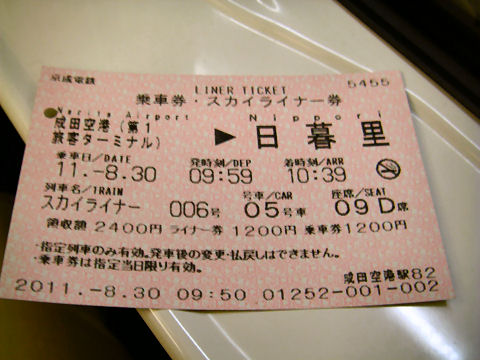 京成電鉄
LINER TICKET
5455
乗車券・スカイライナー券
Narita Airport Nippori
成田空港(第1旅客ターミナル) ▶ 日暮里
乗車日/DATE 発時刻/DEP 着時刻/ARR
11.-8.30 09:59 10:39
列車名/TRAIN 号車/CAR 座席/SEAT
スカイライナー 006号 05号車 09D席
領収額 2400円 ライナー券 1200円 乗車券 1200円
・指定列車のみ有効。発車後の変更・払戻しはできません。
・乗車券は指定当日限り有効。
成田空港駅82
2011.-8.30 09:50 01252-001-002